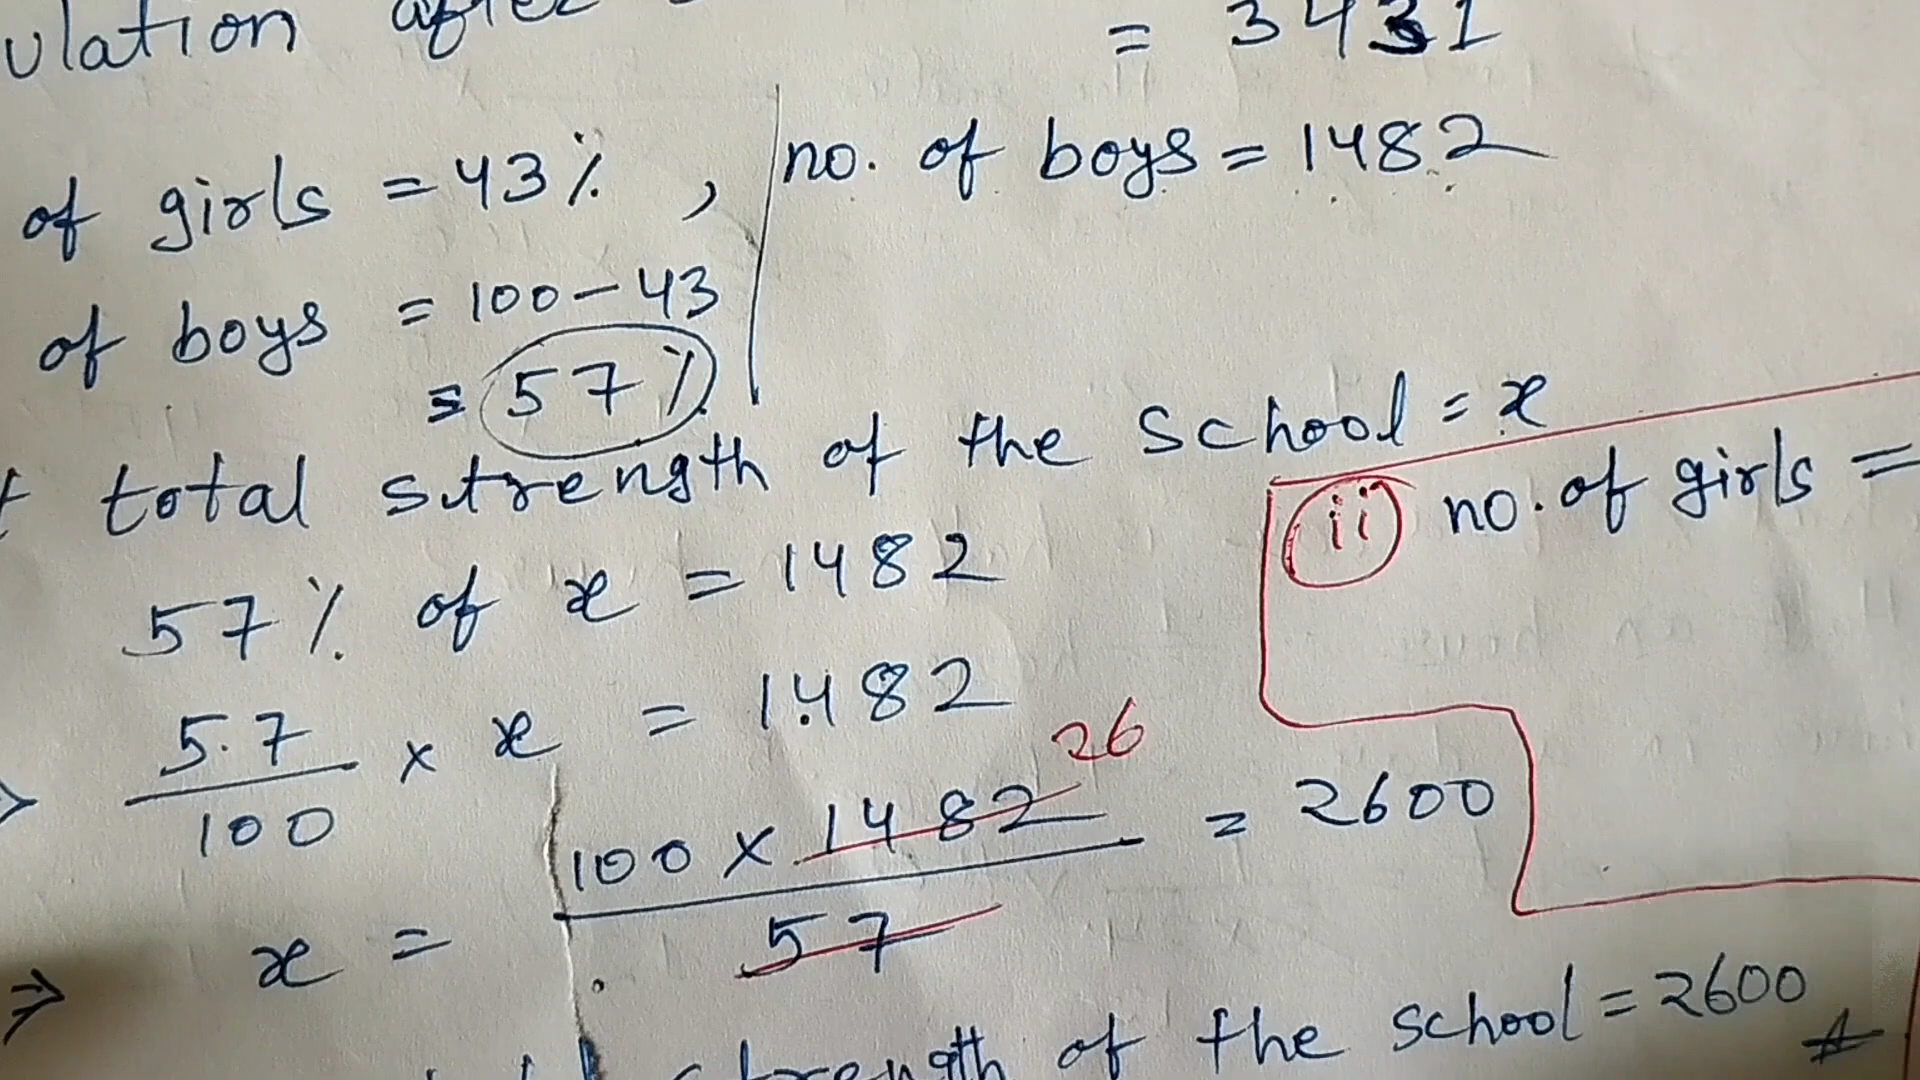 ulation after
= 3431
of girls = 43% , no. of boys = 1482
of boys = 100 - 43
= 57%
total strength of the school = x
57% of x = 1482
57/100 × x = 1482
26
x = 100 × 1482 / 57 = 2600
(ii) no. of girls =
strength of the school = 2600